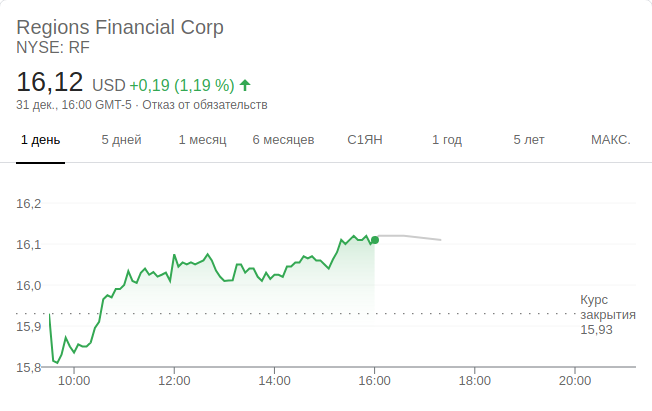 Regions Financial Corp
NYSE: RF
16,12 USD +0,19 (1,19 %)
31 дек., 16:00 GMT-5 · Отказ от обязательств
1 день 5 дней 1 месяц 6 месяцев С1ЯН 1 год 5 лет МАКС.
16,2
16,1
16,0
Курс
закрытия
15,93
15,9
15,8
10:00 12:00 14:00 16:00 18:00 20:00